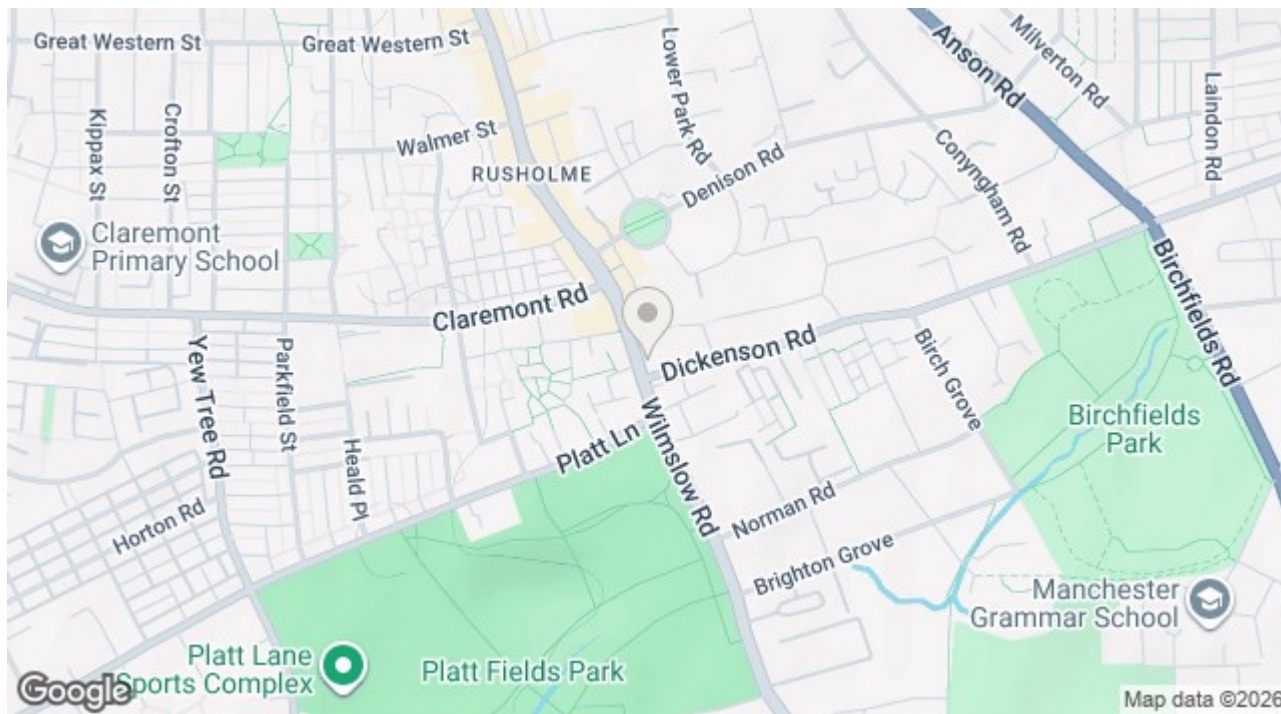 Great Western St
Great Western St
Lower Park Rd
Anson Rd
Milverton Rd
Laindon Rd
Kippax St
Crofton St
Walmer St
RUSHOLME
Denison Rd
Conyngham Rd
Claremont
Primary School
Claremont Rd
Birchfields Rd
Yew Tree Rd
Parkfield St
Dickenson Rd
Birch Grove
Heald Pl
Platt Ln
Wilmslow Rd
Birchfields
Park
Horton Rd
Norman Rd
Brighton Grove
Manchester
Grammar School
Platt Lane
Sports Complex
Platt Fields Park
Google
Map data ©2026